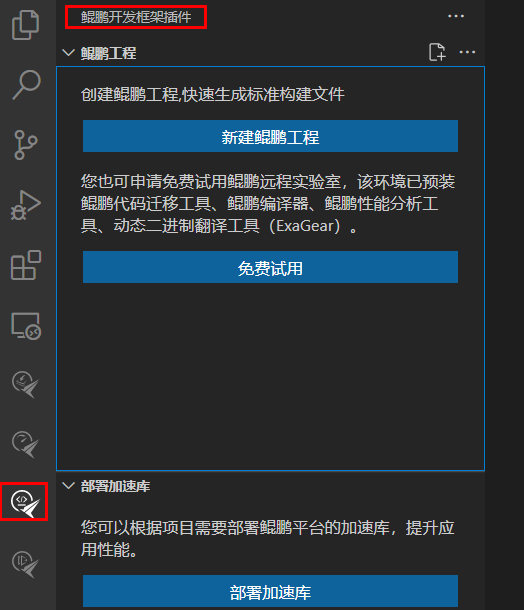 鲲鹏开发框架插件
鲲鹏工程
创建鲲鹏工程,快速生成标准构建文件
新建鲲鹏工程
您也可申请免费试用鲲鹏远程实验室，该环境已预装
鲲鹏代码迁移工具、鲲鹏编译器、鲲鹏性能分析工
具、动态二进制翻译工具（ExaGear）。
免费试用
部署加速库
您可以根据项目需要部署鲲鹏平台的加速库，提升应
用性能。
部署加速库